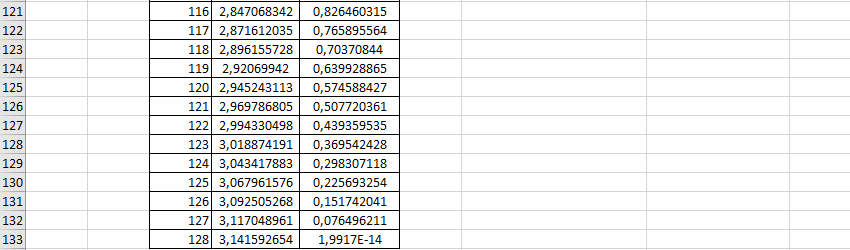 121 116 2,847068342 0,826460315
122 117 2,871612035 0,765895564
123 118 2,896155728 0,70370844
124 119 2,92069942 0,639928865
125 120 2,945243113 0,574588427
126 121 2,969786805 0,507720361
127 122 2,994330498 0,439359535
128 123 3,018874191 0,369542428
129 124 3,043417883 0,298307118
130 125 3,067961576 0,225693254
131 126 3,092505268 0,151742041
132 127 3,117048961 0,076496211
133 128 3,141592654 1,9917E-14